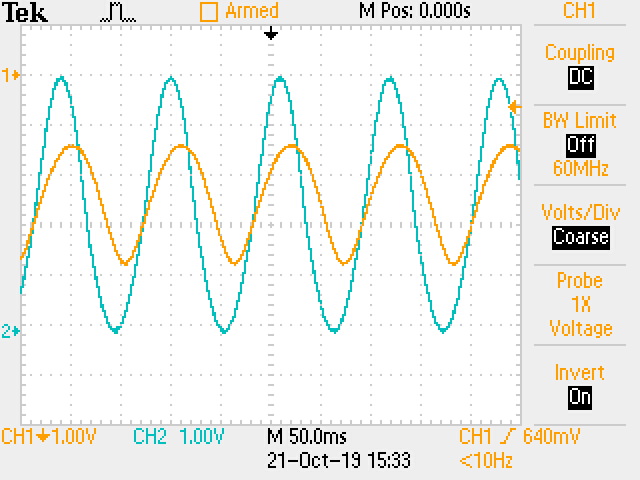 Tek Armed M Pos: 0.000s CH1
Coupling
DC
BW Limit
Off
60MHz
Volts/Div
Coarse
Probe
1X
Voltage
Invert
On
1
2
CH1 1.00V CH2 1.00V M 50.0ms CH1 640mV
21-Oct-19 15:33 <10Hz